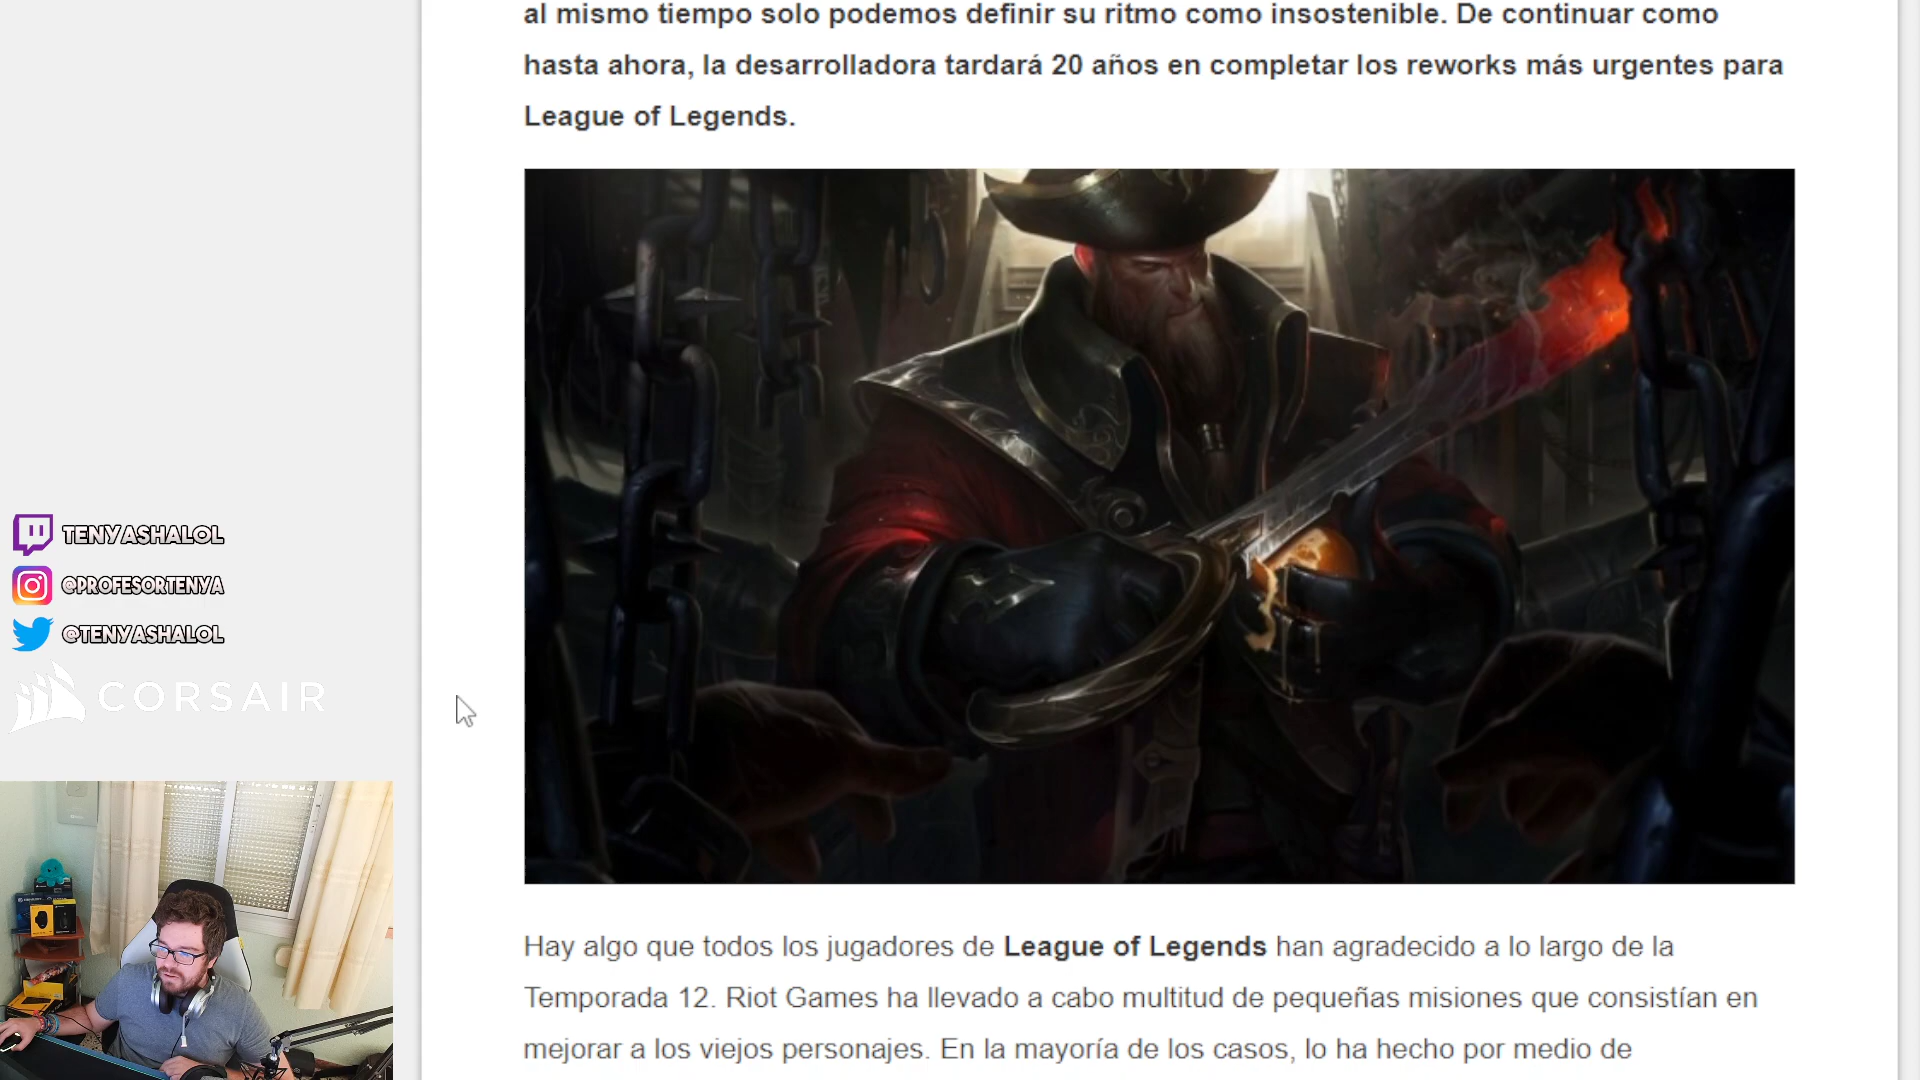 al mismo tiempo solo podemos definir su ritmo como insostenible. De continuar como
hasta ahora, la desarrolladora tardará 20 años en completar los reworks más urgentes para
League of Legends.
TENYASHALOL
@PROFESORTENYA
@TENYASHALOL
CORSAIR
Hay algo que todos los jugadores de League of Legends han agradecido a lo largo de la
Temporada 12. Riot Games ha llevado a cabo multitud de pequeñas misiones que consistían en
mejorar a los viejos personajes. En la mayoría de los casos, lo ha hecho por medio de